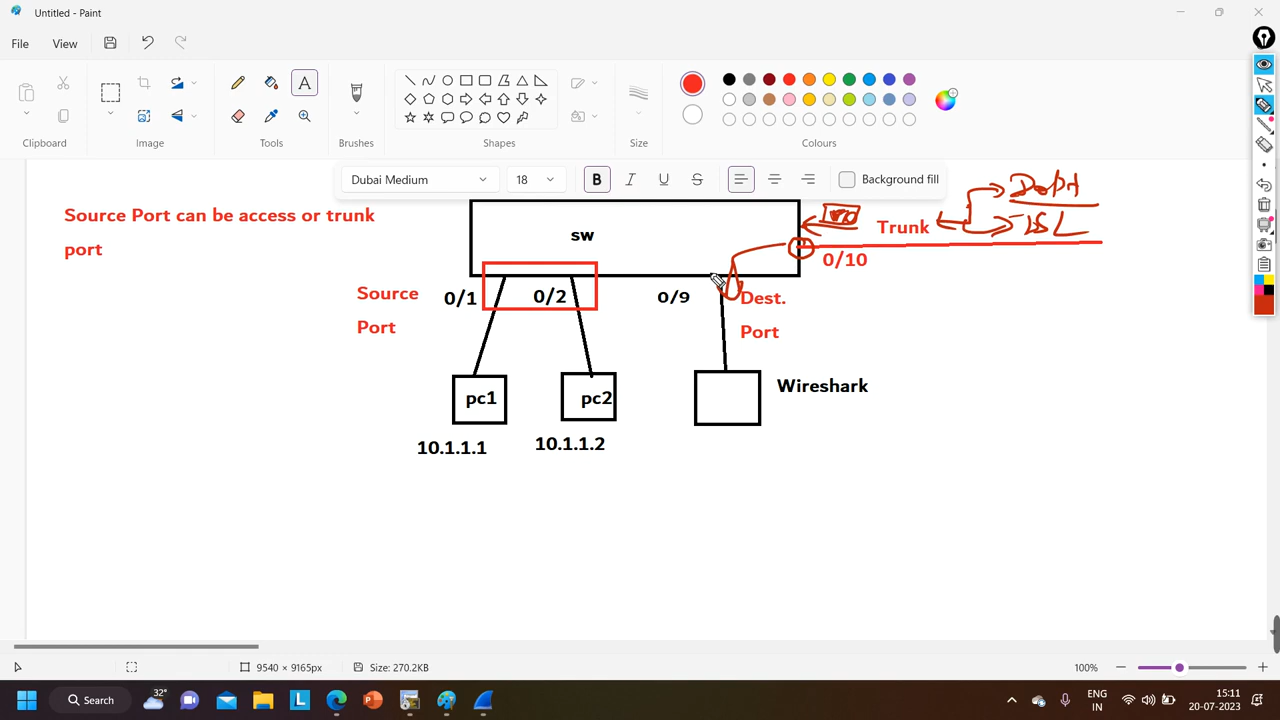 Untitled - Paint
File
View
Clipboard
Image
Tools
Brushes
Shapes
Size
Colours
Dubai Medium
18
B
I
U
Background fill
Source Port can be access or trunk
port
sw
Trunk
ISL
0/10
Source
Port
0/1
0/2
0/9
Dest.
Port
pc1
pc2
Wireshark
10.1.1.1
10.1.1.2
9540 × 9165px
Size: 270.2KB
100%
Search
32°
ENG
IN
15:11
20-07-2023